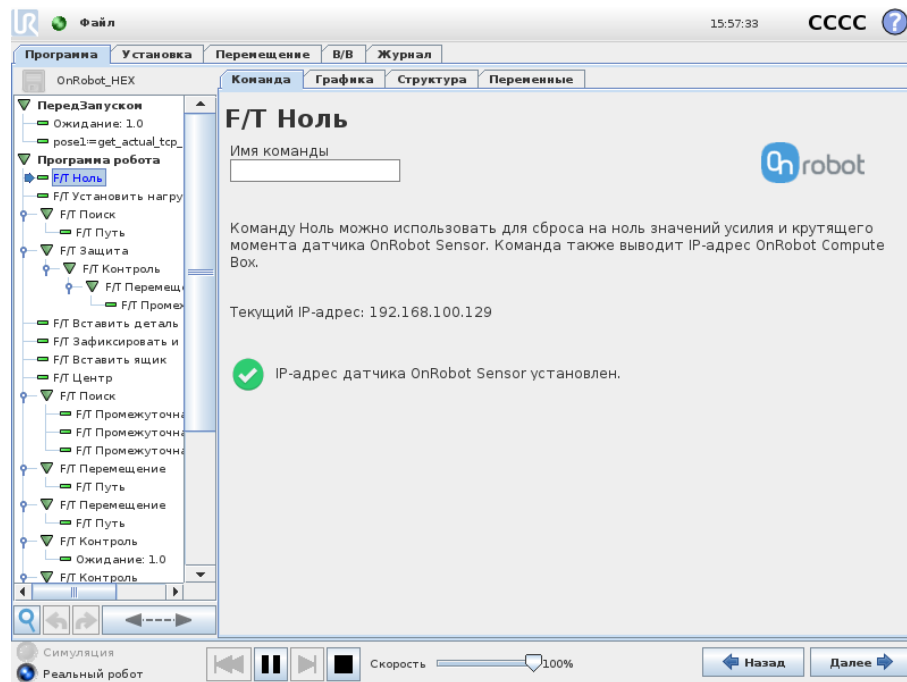 Файл
15:57:33
CCCC
?
Программа
Установка
Перемещение
В/В
Журнал
OnRobot_HEX
Команда
Графика
Структура
Переменные
ПередЗапуском
Ожидание: 1.0
pose1:=get_actual_tcp_
Программа робота
F/T Ноль
F/T Установить нагру
F/T Поиск
F/T Путь
F/T Защита
F/T Контроль
F/T Перемещ
F/T Промеж
F/T Вставить деталь
F/T Зафиксировать и
F/T Вставить ящик
F/T Центр
F/T Поиск
F/T Промежуточна
F/T Промежуточна
F/T Промежуточна
F/T Перемещение
F/T Путь
F/T Перемещение
F/T Путь
F/T Контроль
Ожидание: 1.0
F/T Контроль
F/T Ноль
Имя команды
On robot
Команду Ноль можно использовать для сброса на ноль значений усилия и крутящего
момента датчика OnRobot Sensor. Команда также выводит IP-адрес OnRobot Compute
Box.
Текущий IP-адрес: 192.168.100.129
IP-адрес датчика OnRobot Sensor установлен.
Симуляция
Реальный робот
Скорость
100%
Назад
Далее